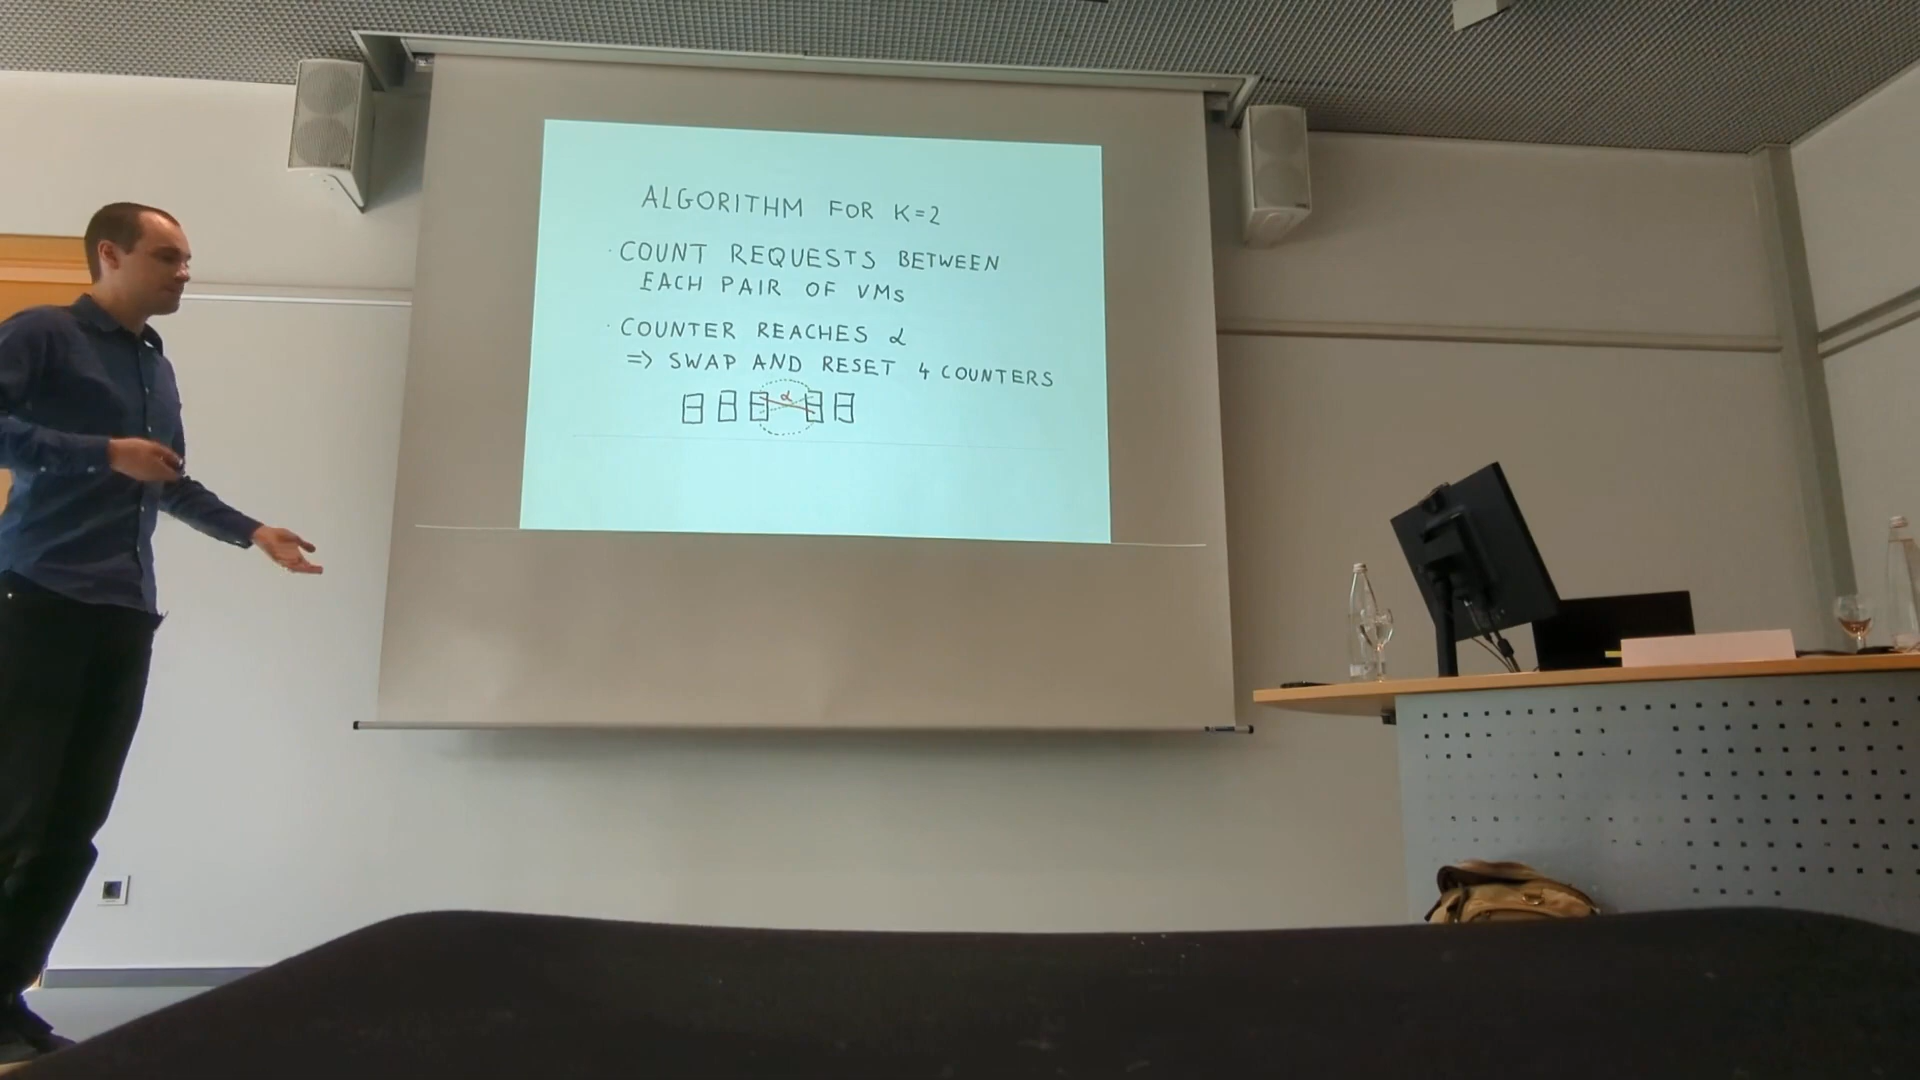 ALGORITHM FOR K=2
· COUNT REQUESTS BETWEEN
EACH PAIR OF VMs
· COUNTER REACHES α
=> SWAP AND RESET 4 COUNTERS
α